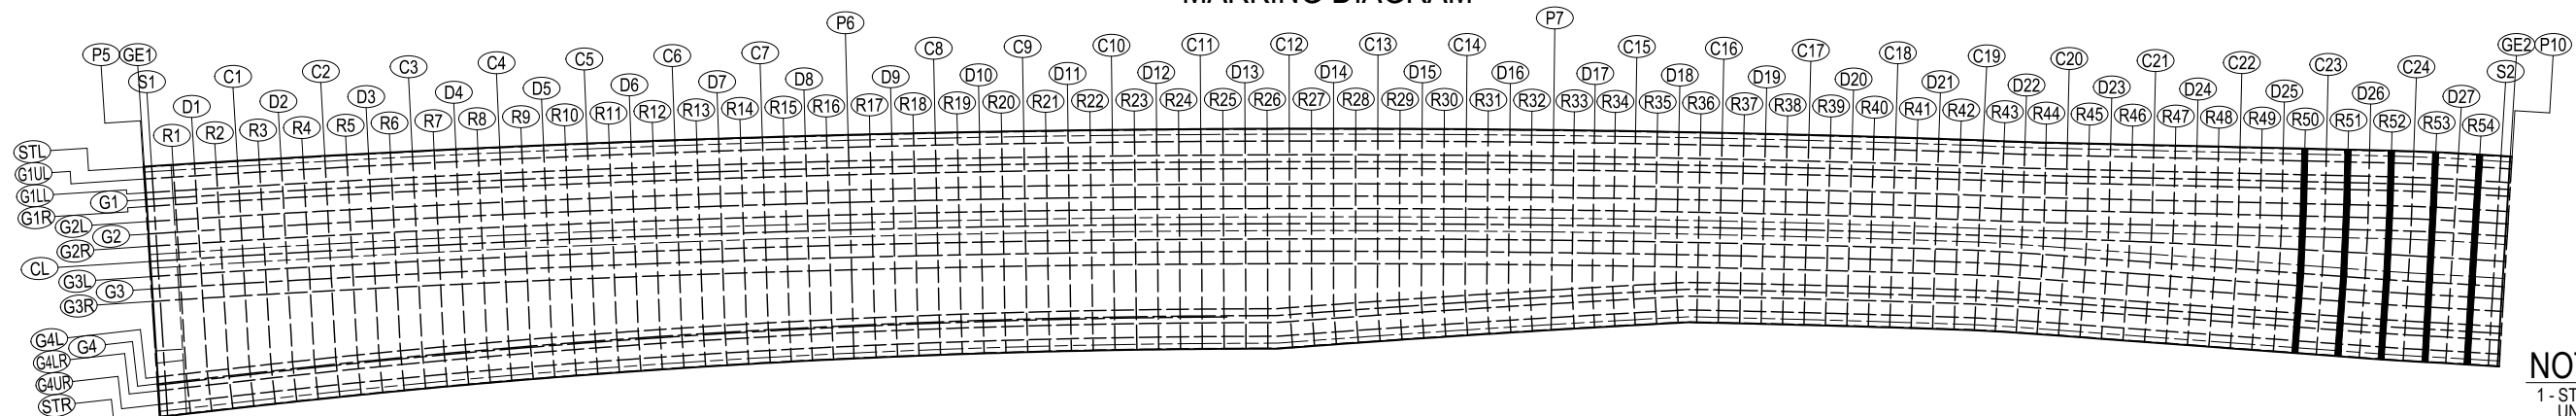 MARKING DIAGRAM
P5 GE1 S1 P6 P7 GE2 P10 S2
C1 C2 C3 C4 C5 C6 C7 C8 C9 C10 C11 C12 C13 C14 C15 C16 C17 C18 C19 C20 C21 C22 C23 C24
D1 D2 D3 D4 D5 D6 D7 D8 D9 D10 D11 D12 D13 D14 D15 D16 D17 D18 D19 D20 D21 D22 D23 D24 D25 D26 D27
R1 R2 R3 R4 R5 R6 R7 R8 R9 R10 R11 R12 R13 R14 R15 R16 R17 R18 R19 R20 R21 R22 R23 R24 R25 R26 R27 R28 R29 R30 R31 R32 R33 R34 R35 R36 R37 R38 R39 R40 R41 R42 R43 R44 R45 R46 R47 R48 R49 R50 R51 R52 R53 R54
STL
G1UL
G1LL
G1
G1R
G2L
G2
G2R
CL
G3L
G3
G3R
G4L
G4
G4LR
G4UR
STR
NO
1 - ST
UN